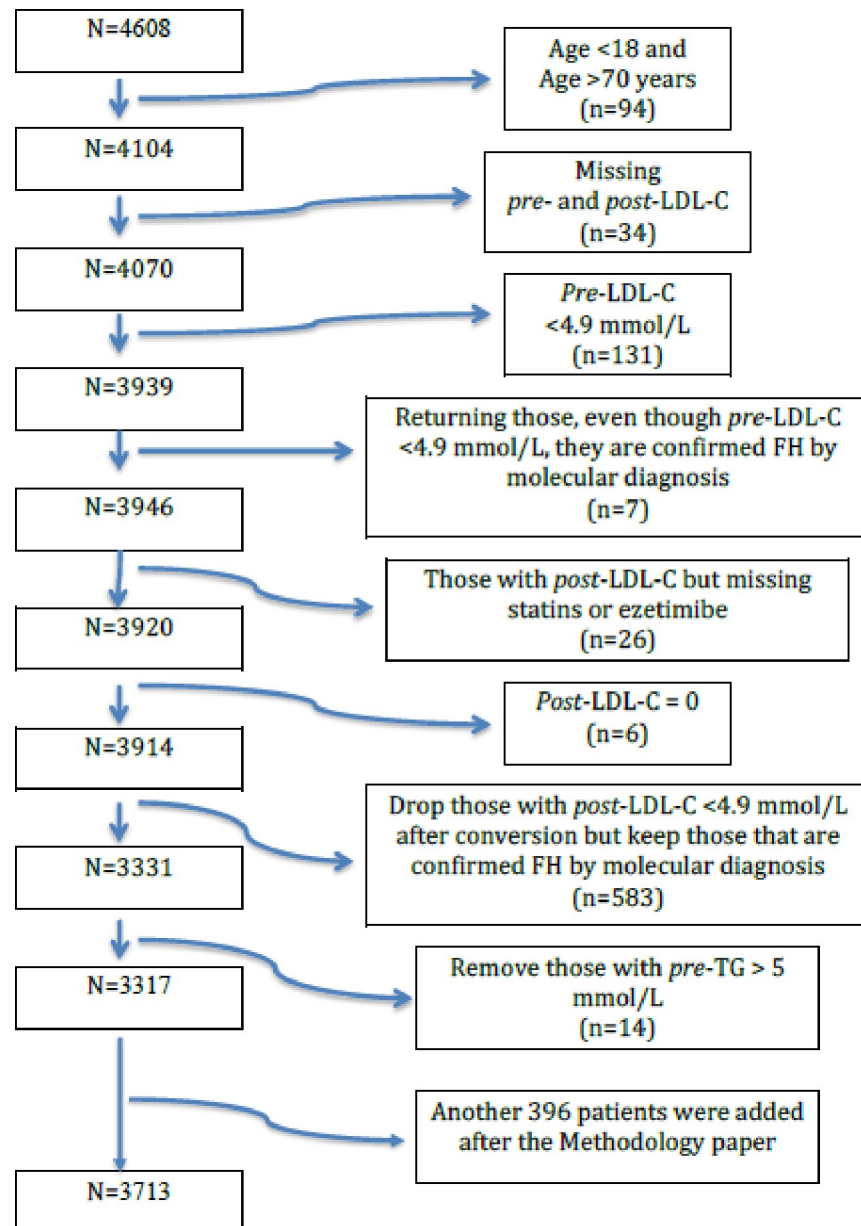 N=4608
Age <18 and
Age >70 years
(n=94)
N=4104
Missing
pre- and post-LDL-C
(n=34)
N=4070
Pre-LDL-C
<4.9 mmol/L
(n=131)
N=3939
Returning those, even though pre-LDL-C
<4.9 mmol/L, they are confirmed FH by
molecular diagnosis
(n=7)
N=3946
Those with post-LDL-C but missing
statins or ezetimibe
(n=26)
N=3920
Post-LDL-C = 0
(n=6)
N=3914
Drop those with post-LDL-C <4.9 mmol/L
after conversion but keep those that are
confirmed FH by molecular diagnosis
(n=583)
N=3331
Remove those with pre-TG > 5
mmol/L
(n=14)
N=3317
Another 396 patients were added
after the Methodology paper
N=3713